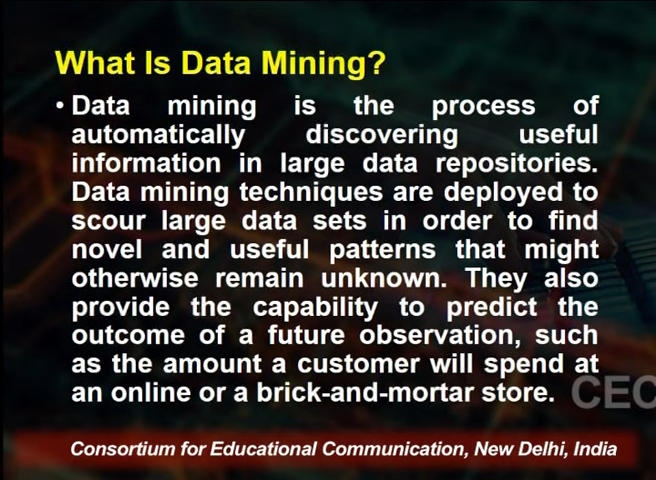 What Is Data Mining?
• Data mining is the process of
automatically discovering useful
information in large data repositories.
Data mining techniques are deployed to
scour large data sets in order to find
novel and useful patterns that might
otherwise remain unknown. They also
provide the capability to predict the
outcome of a future observation, such
as the amount a customer will spend at
an online or a brick-and-mortar store.
CEC
Consortium for Educational Communication, New Delhi, India